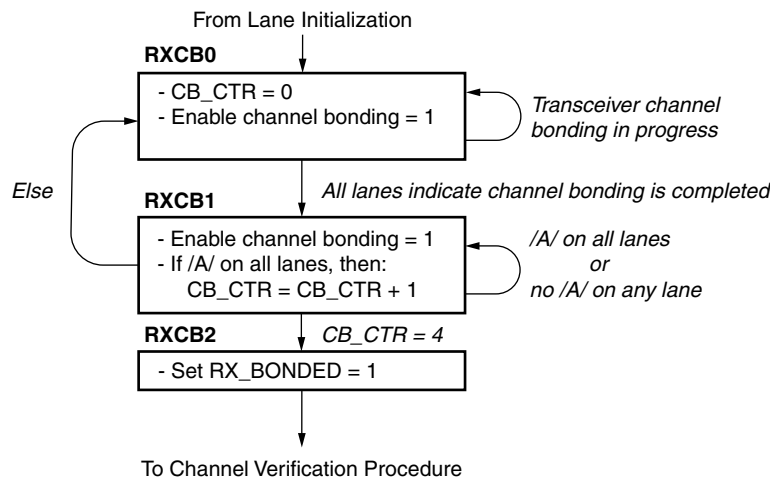 From Lane Initialization
RXCB0
- CB_CTR = 0
- Enable channel bonding = 1
Transceiver channel
bonding in progress
Else
All lanes indicate channel bonding is completed
RXCB1
- Enable channel bonding = 1
- If /A/ on all lanes, then:
CB_CTR = CB_CTR + 1
/A/ on all lanes
or
no /A/ on any lane
RXCB2
CB_CTR = 4
- Set RX_BONDED = 1
To Channel Verification Procedure